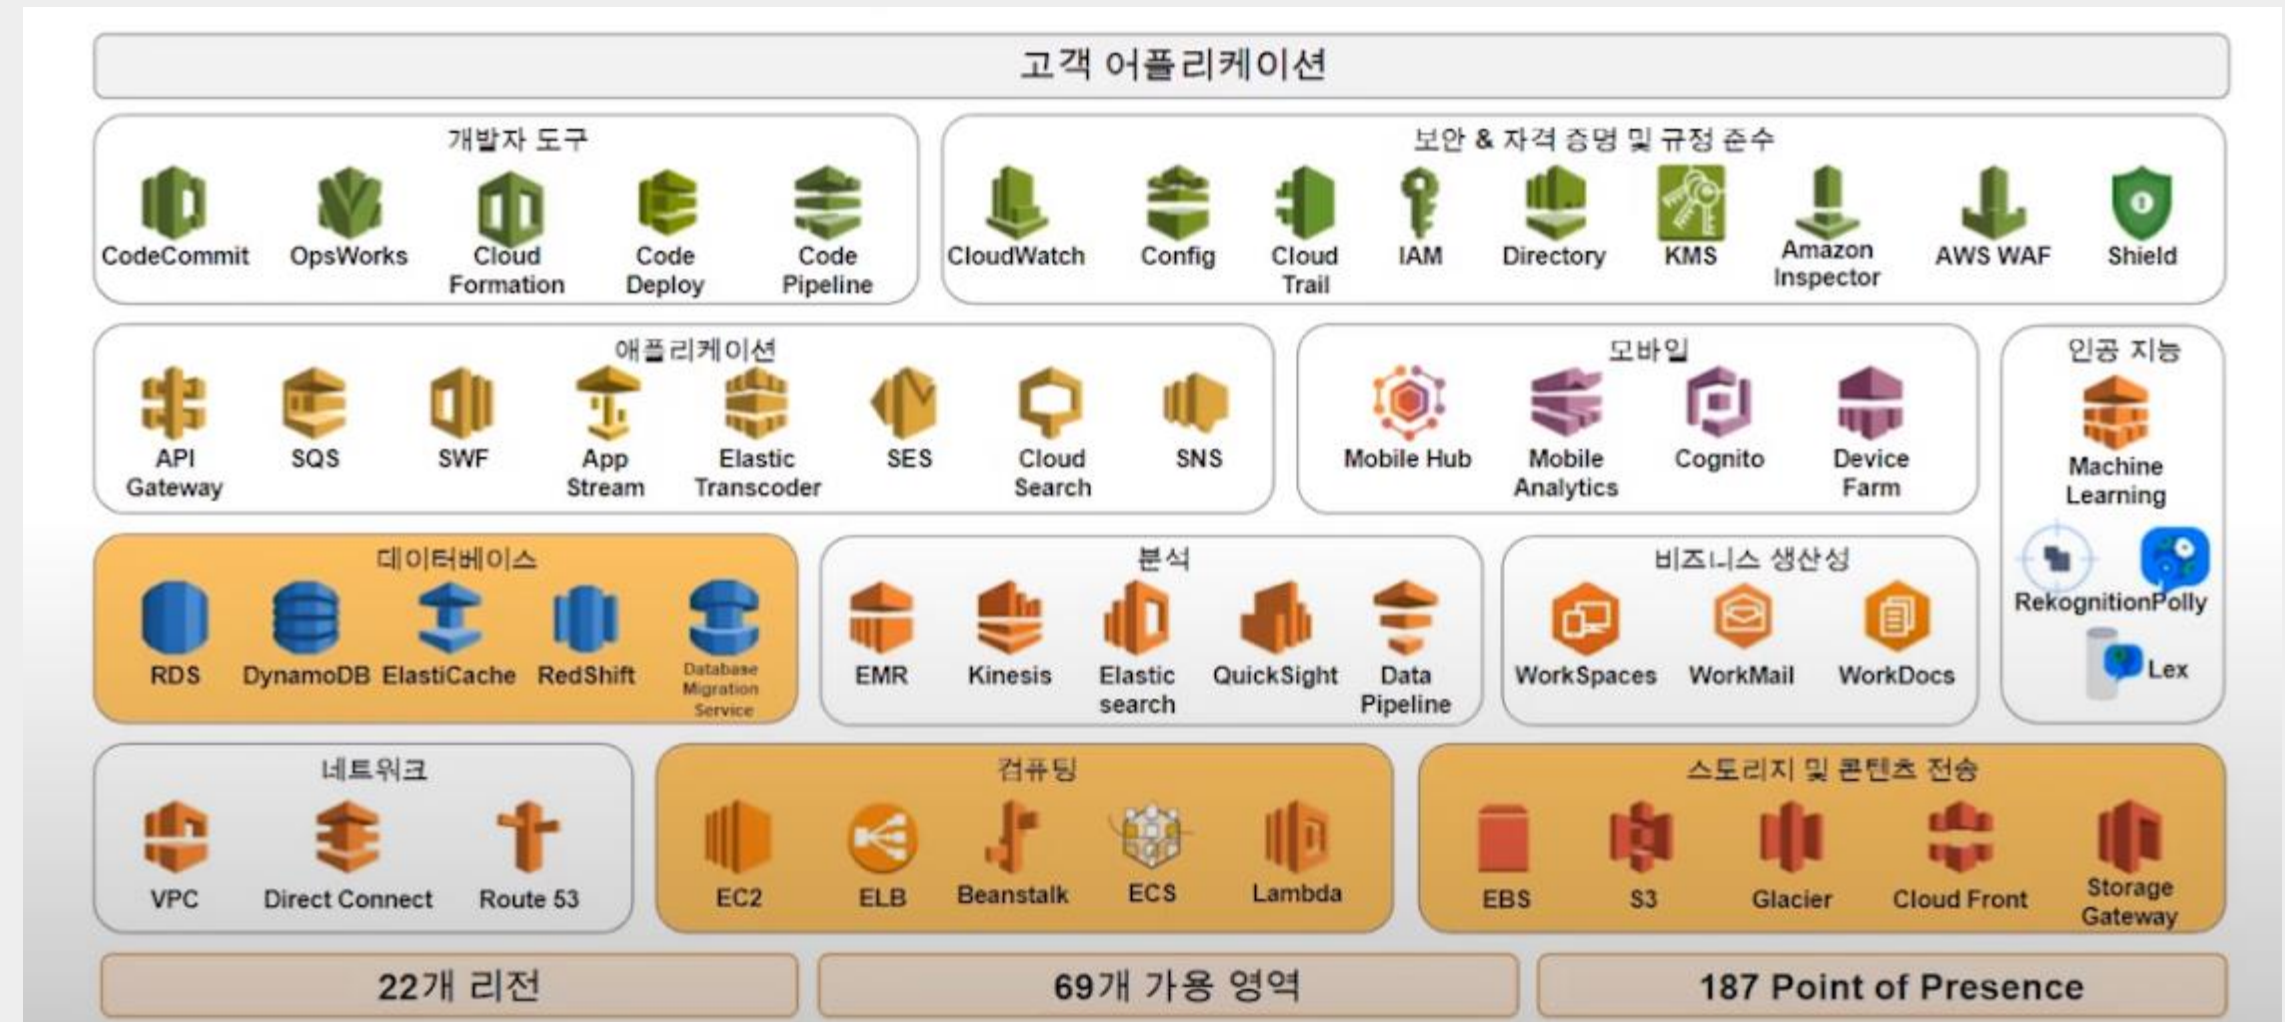 고객 어플리케이션
개발자 도구
CodeCommit
OpsWorks
Cloud
Formation
Code
Deploy
Code
Pipeline
보안 & 자격 증명 및 규정 준수
CloudWatch
Config
Cloud
Trail
IAM
Directory
KMS
Amazon
Inspector
AWS WAF
Shield
애플리케이션
API
Gateway
SQS
SWF
App
Stream
Elastic
Transcoder
SES
Cloud
Search
SNS
모바일
Mobile Hub
Mobile
Analytics
Cognito
Device
Farm
인공 지능
Machine
Learning
RekognitionPolly
Lex
데이터베이스
RDS
DynamoDB
ElastiCache
RedShift
Database
Migration
Service
분석
EMR
Kinesis
Elastic
search
QuickSight
Data
Pipeline
비즈니스 생산성
WorkSpaces
WorkMail
WorkDocs
네트워크
VPC
Direct Connect
Route 53
컴퓨팅
EC2
ELB
Beanstalk
ECS
Lambda
스토리지 및 콘텐츠 전송
EBS
S3
Glacier
Cloud Front
Storage
Gateway
22개 리전
69개 가용 영역
187 Point of Presence